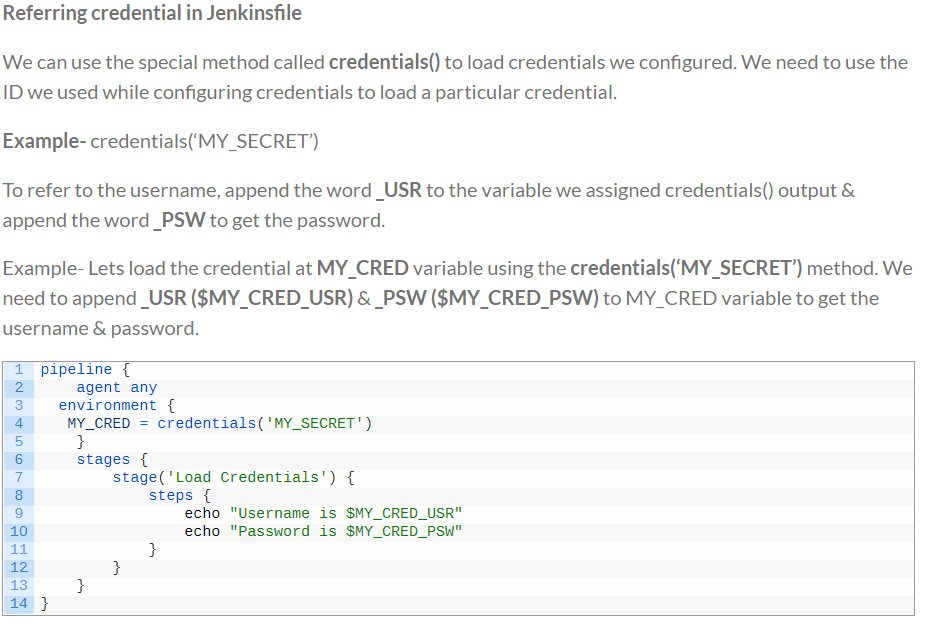 Referring credential in Jenkinsfile
We can use the special method called credentials() to load credentials we configured. We need to use the
ID we used while configuring credentials to load a particular credential.
Example- credentials(‘MY_SECRET’)
To refer to the username, append the word _USR to the variable we assigned credentials() output &
append the word _PSW to get the password.
Example- Lets load the credential at MY_CRED variable using the credentials(‘MY_SECRET’) method. We
need to append _USR ($MY_CRED_USR) & _PSW ($MY_CRED_PSW) to MY_CRED variable to get the
username & password.
1 pipeline {
2     agent any
3   environment {
4    MY_CRED = credentials('MY_SECRET')
5     }
6     stages {
7         stage('Load Credentials') {
8             steps {
9                 echo "Username is $MY_CRED_USR"
10                 echo "Password is $MY_CRED_PSW"
11             }
12         }
13     }
14 }